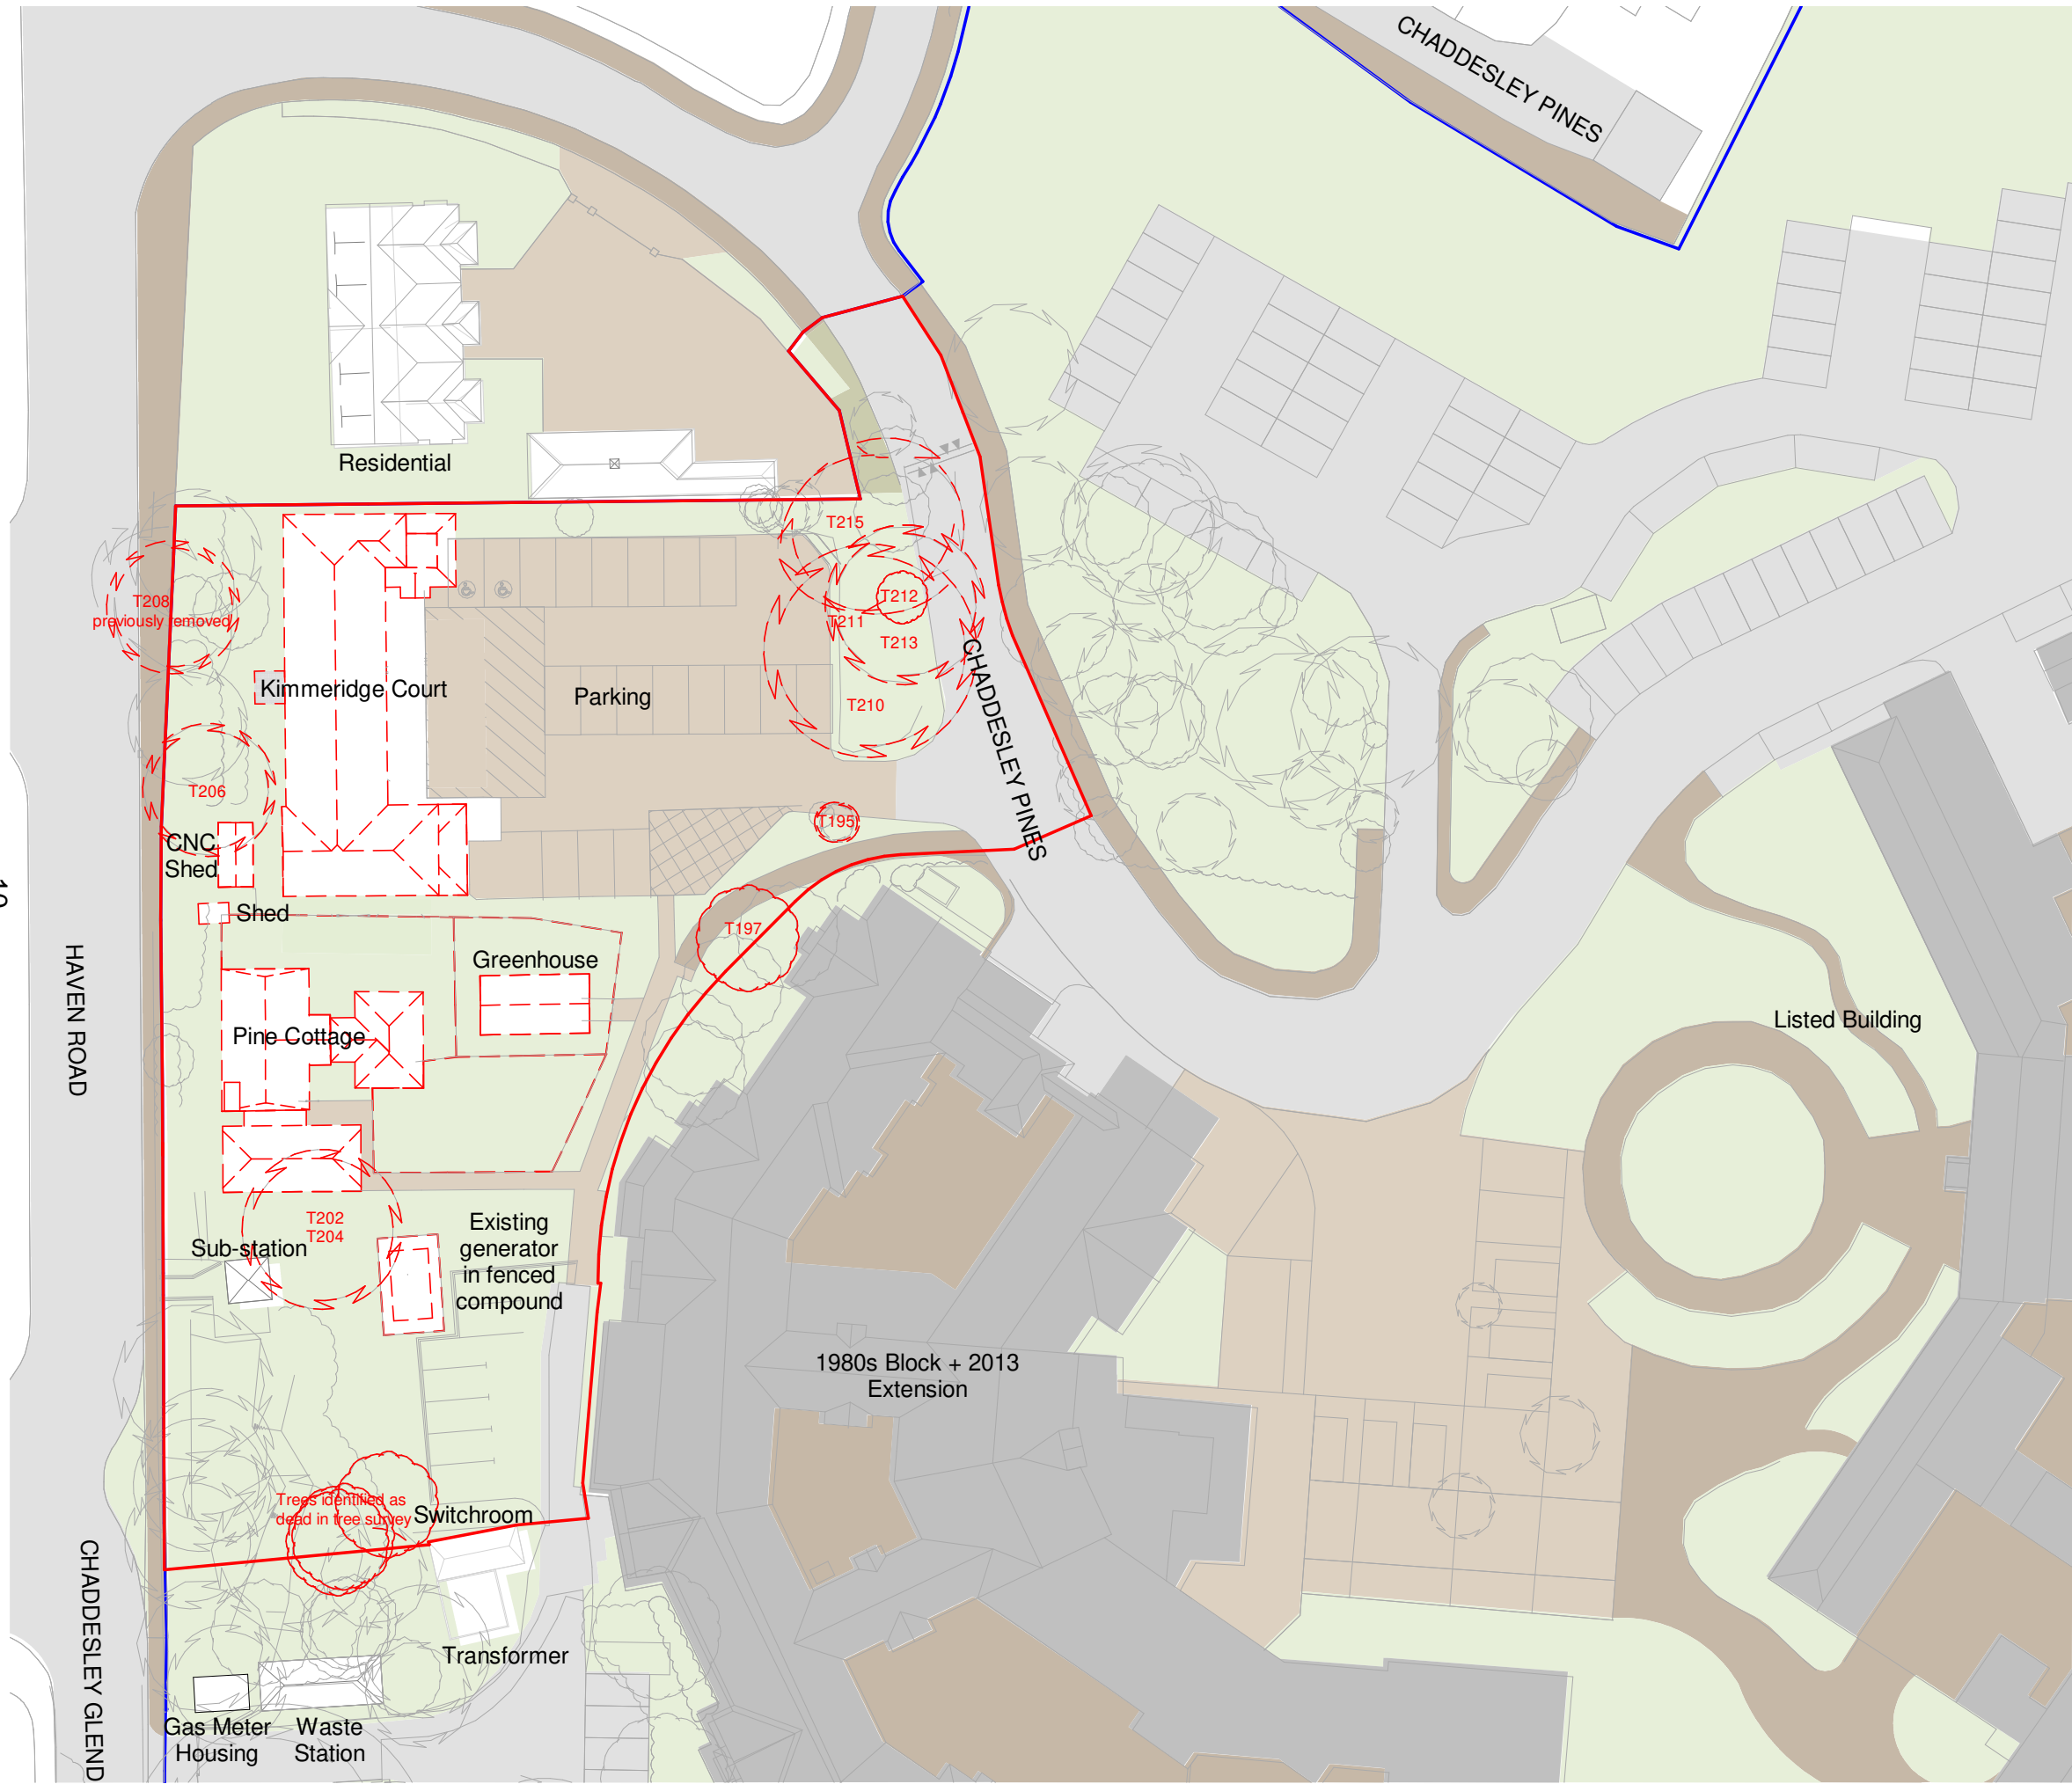 CHADDESLEY PINES
Residential
T215
T208
previously removed
T212
T211
T213
Kimmeridge Court
Parking
T210
CHADDESLEY PINES
T206
T195
CNC
Shed
Shed
T197
HAVEN ROAD
Greenhouse
Pine Cottage
Listed Building
T202
T204
Sub-station
Existing
generator
in fenced
compound
1980s Block + 2013
Extension
Trees identified as
dead in tree survey
Switchroom
CHADDESLEY GLEND
Transformer
Gas Meter
Housing
Waste
Station